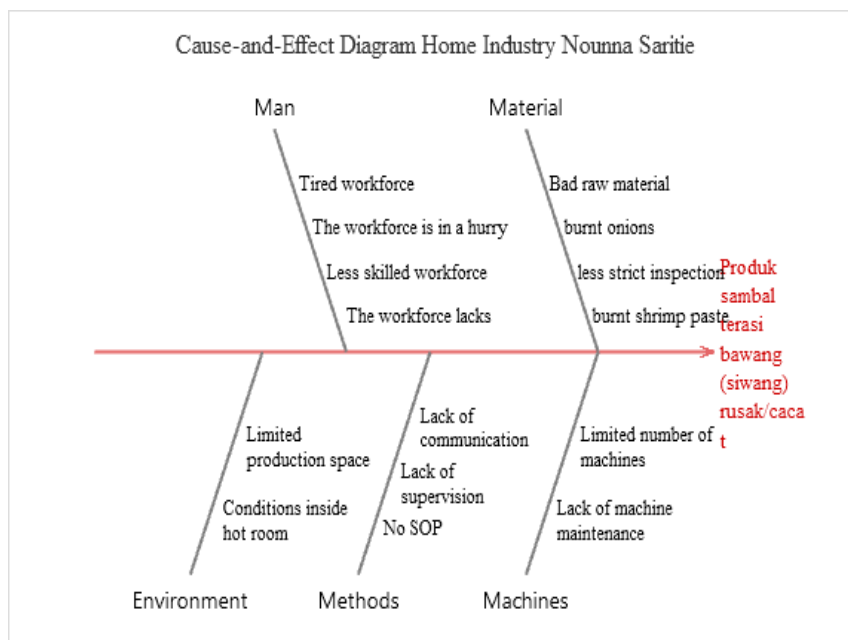 Cause-and-Effect Diagram Home Industry Nounna Saritie
Man
Material
Tired workforce
The workforce is in a hurry
Less skilled workforce
The workforce lacks
Bad raw material
burnt onions
less strict inspection
burnt shrimp paste
Produk
sambal
terasi
bawang
(siwang)
rusak/caca
t
Limited
production space
Conditions inside
hot room
Lack of
communication
Lack of
supervision
No SOP
Limited number of
machines
Lack of machine
maintenance
Environment
Methods
Machines